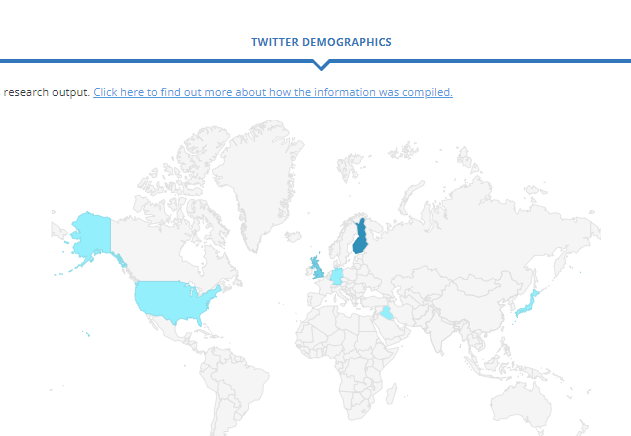 TWITTER DEMOGRAPHICS
research output. Click here to find out more about how the information was compiled.